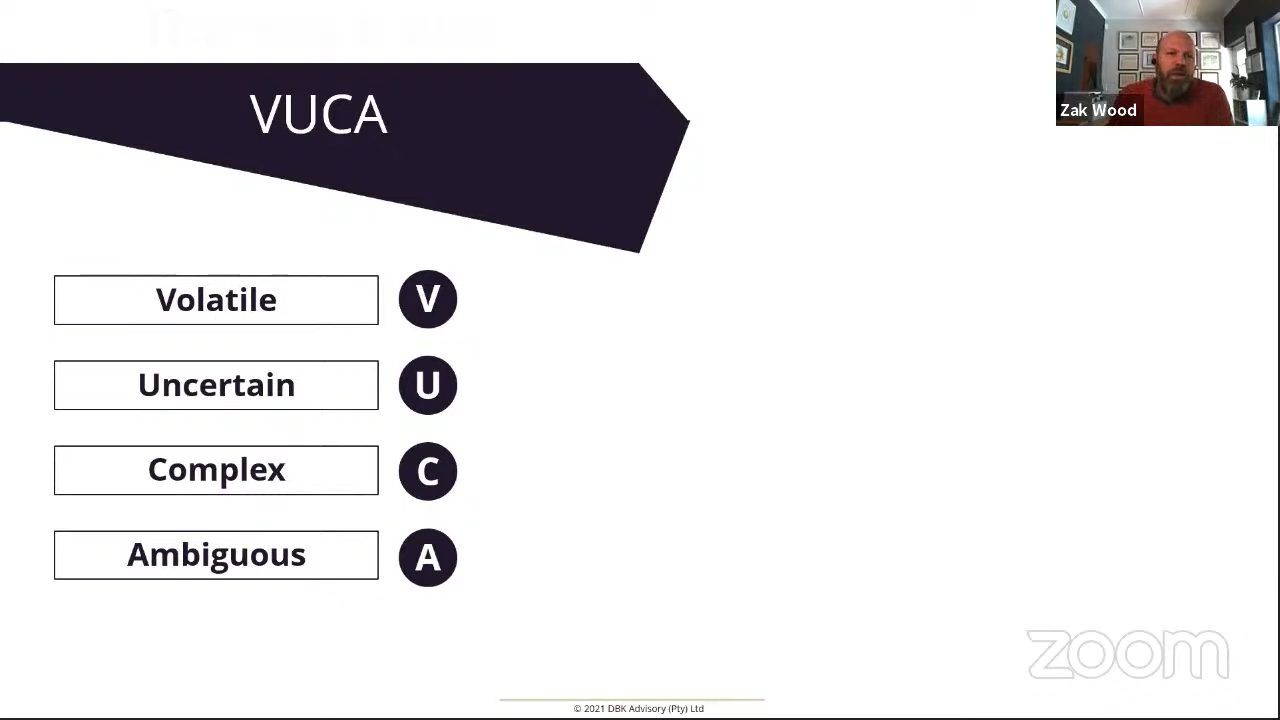 VUCA
Zak Wood
Volatile V
Uncertain U
Complex C
Ambiguous A
zoom
© 2021 DBK Advisory (Pty) Ltd